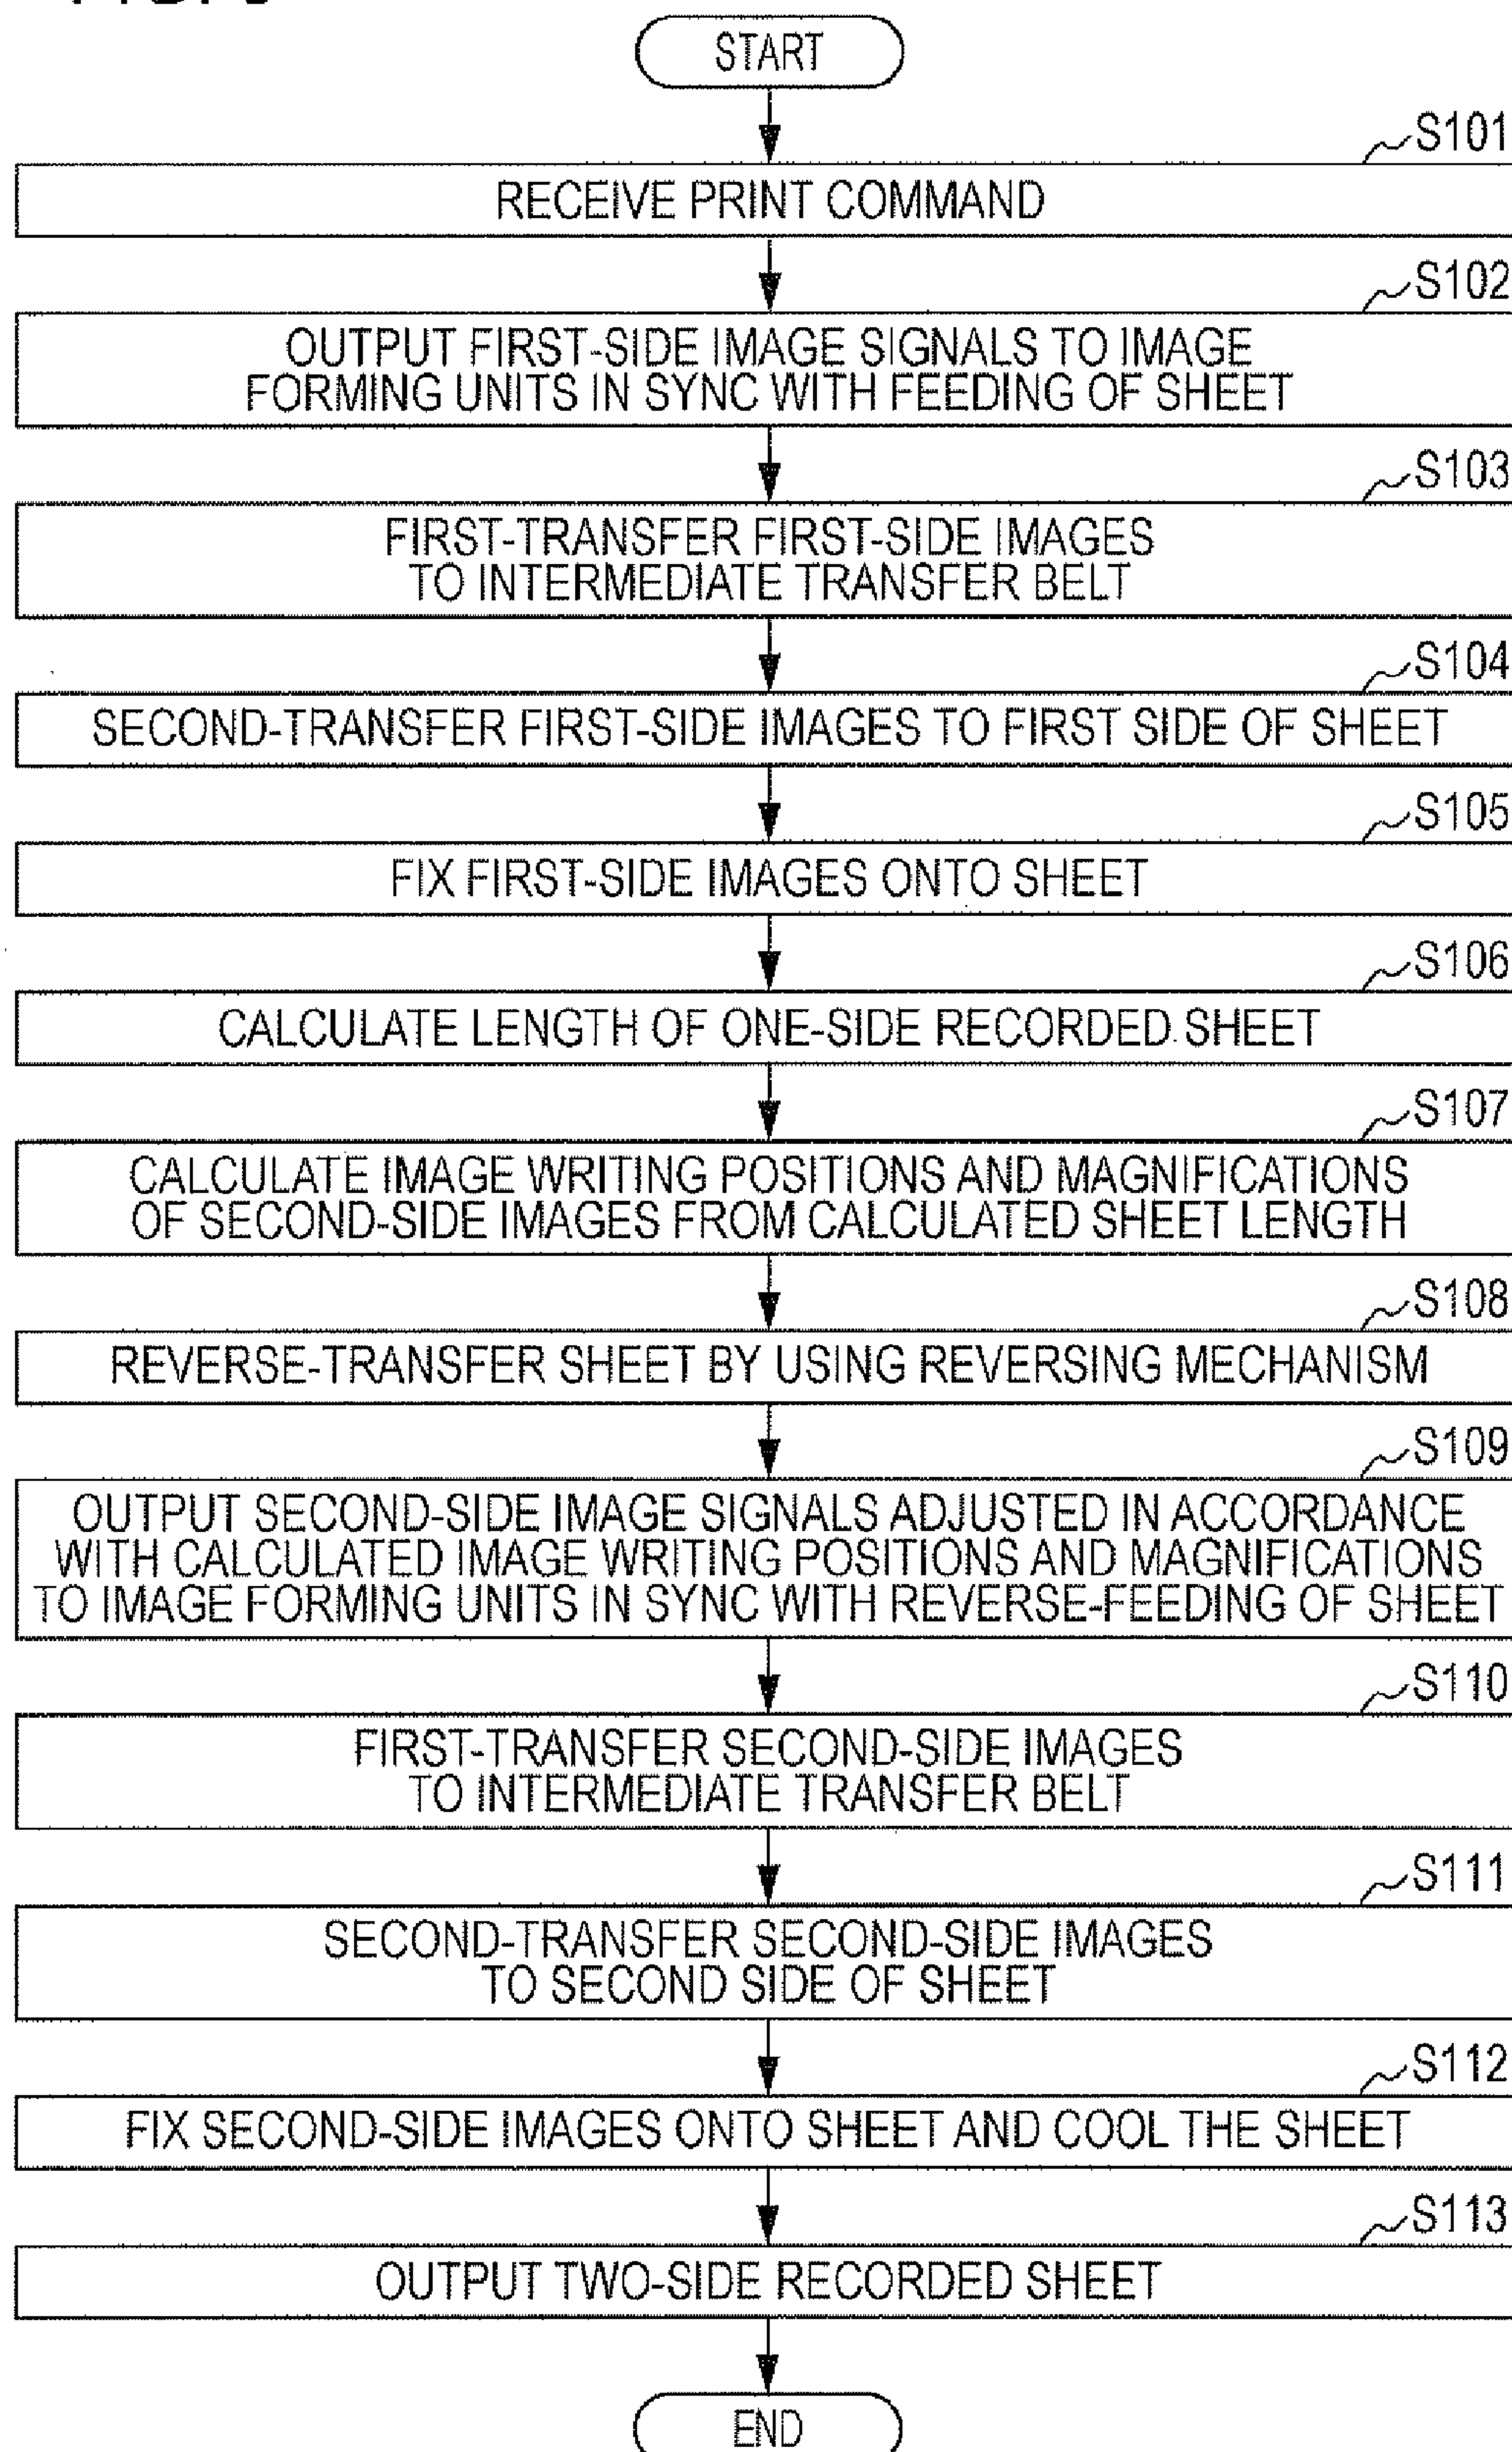 START
S101
RECEIVE PRINT COMMAND
S102
OUTPUT FIRST-SIDE IMAGE SIGNALS TO IMAGE
FORMING UNITS IN SYNC WITH FEEDING OF SHEET
S103
FIRST-TRANSFER FIRST-SIDE IMAGES
TO INTERMEDIATE TRANSFER BELT
S104
SECOND-TRANSFER FIRST-SIDE IMAGES TO FIRST SIDE OF SHEET
S105
FIX FIRST-SIDE IMAGES ONTO SHEET
S106
CALCULATE LENGTH OF ONE-SIDE RECORDED SHEET
S107
CALCULATE IMAGE WRITING POSITIONS AND MAGNIFICATIONS
OF SECOND-SIDE IMAGES FROM CALCULATED SHEET LENGTH
S108
REVERSE-TRANSFER SHEET BY USING REVERSING MECHANISM
S109
OUTPUT SECOND-SIDE IMAGE SIGNALS ADJUSTED IN ACCORDANCE
WITH CALCULATED IMAGE WRITING POSITIONS AND MAGNIFICATIONS
TO IMAGE FORMING UNITS IN SYNC WITH REVERSE-FEEDING OF SHEET
S110
FIRST-TRANSFER SECOND-SIDE IMAGES
TO INTERMEDIATE TRANSFER BELT
S111
SECOND-TRANSFER SECOND-SIDE IMAGES
TO SECOND SIDE OF SHEET
S112
FIX SECOND-SIDE IMAGES ONTO SHEET AND COOL THE SHEET
S113
OUTPUT TWO-SIDE RECORDED SHEET
END